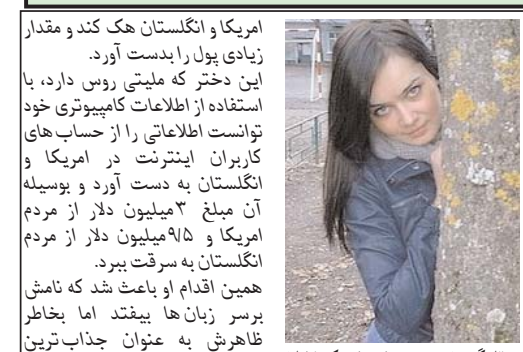 امریکا و انگلستان هک کند و مقدار
زیادی پول را بدست آورد.
این دختر که ملیتی روس دارد، با
استفاده از اطلاعات کامپیوتری خود
توانست اطلاعاتی را از حساب های
کاربران اینترنت در امریکا و
انگلستان به دست آورد و بوسیله
آن مبلغ ۳میلیون دلار از مردم
امریکا و ۹/۵میلیون دلار از مردم
انگلستان به سرقت ببرد.
همین اقدام او باعث شد که نامش
برسر زبان ها بیفتد اما بخاطر
ظاهرش به عنوان جذاب ترین